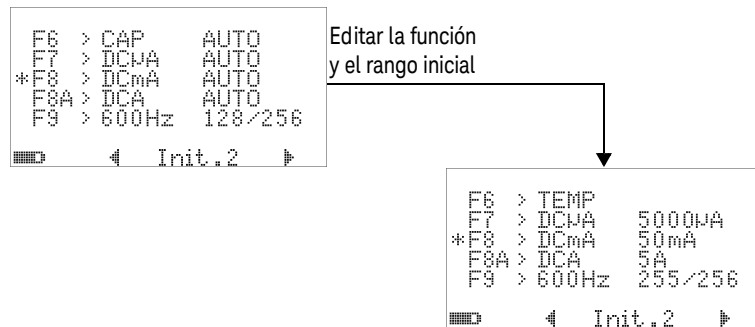 F6 > CAP AUTO
F7 > DCµA AUTO
*F8 > DCmA AUTO
F8A > DCA AUTO
F9 > 600Hz 128/256
Init.2
Editar la función
y el rango inicial
F6 > TEMP
F7 > DCµA 5000µA
*F8 > DCmA 50mA
F8A > DCA 5A
F9 > 600Hz 255/256
Init.2